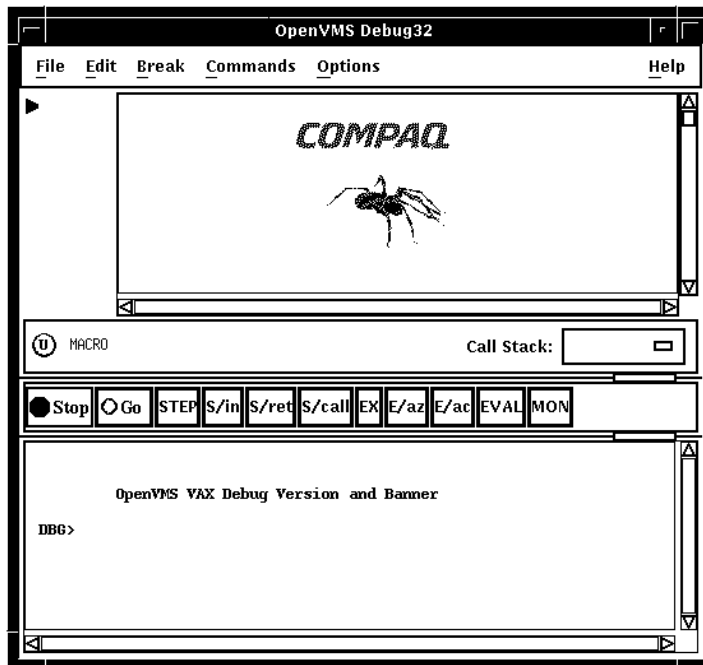 OpenVMS Debug32
File Edit Break Commands Options Help
COMPAQ
U MACRO Call Stack:
Stop Go STEP S/in S/ret S/call EX E/az E/ac EVAL MON
OpenVMS VAX Debug Version and Banner
DBG>